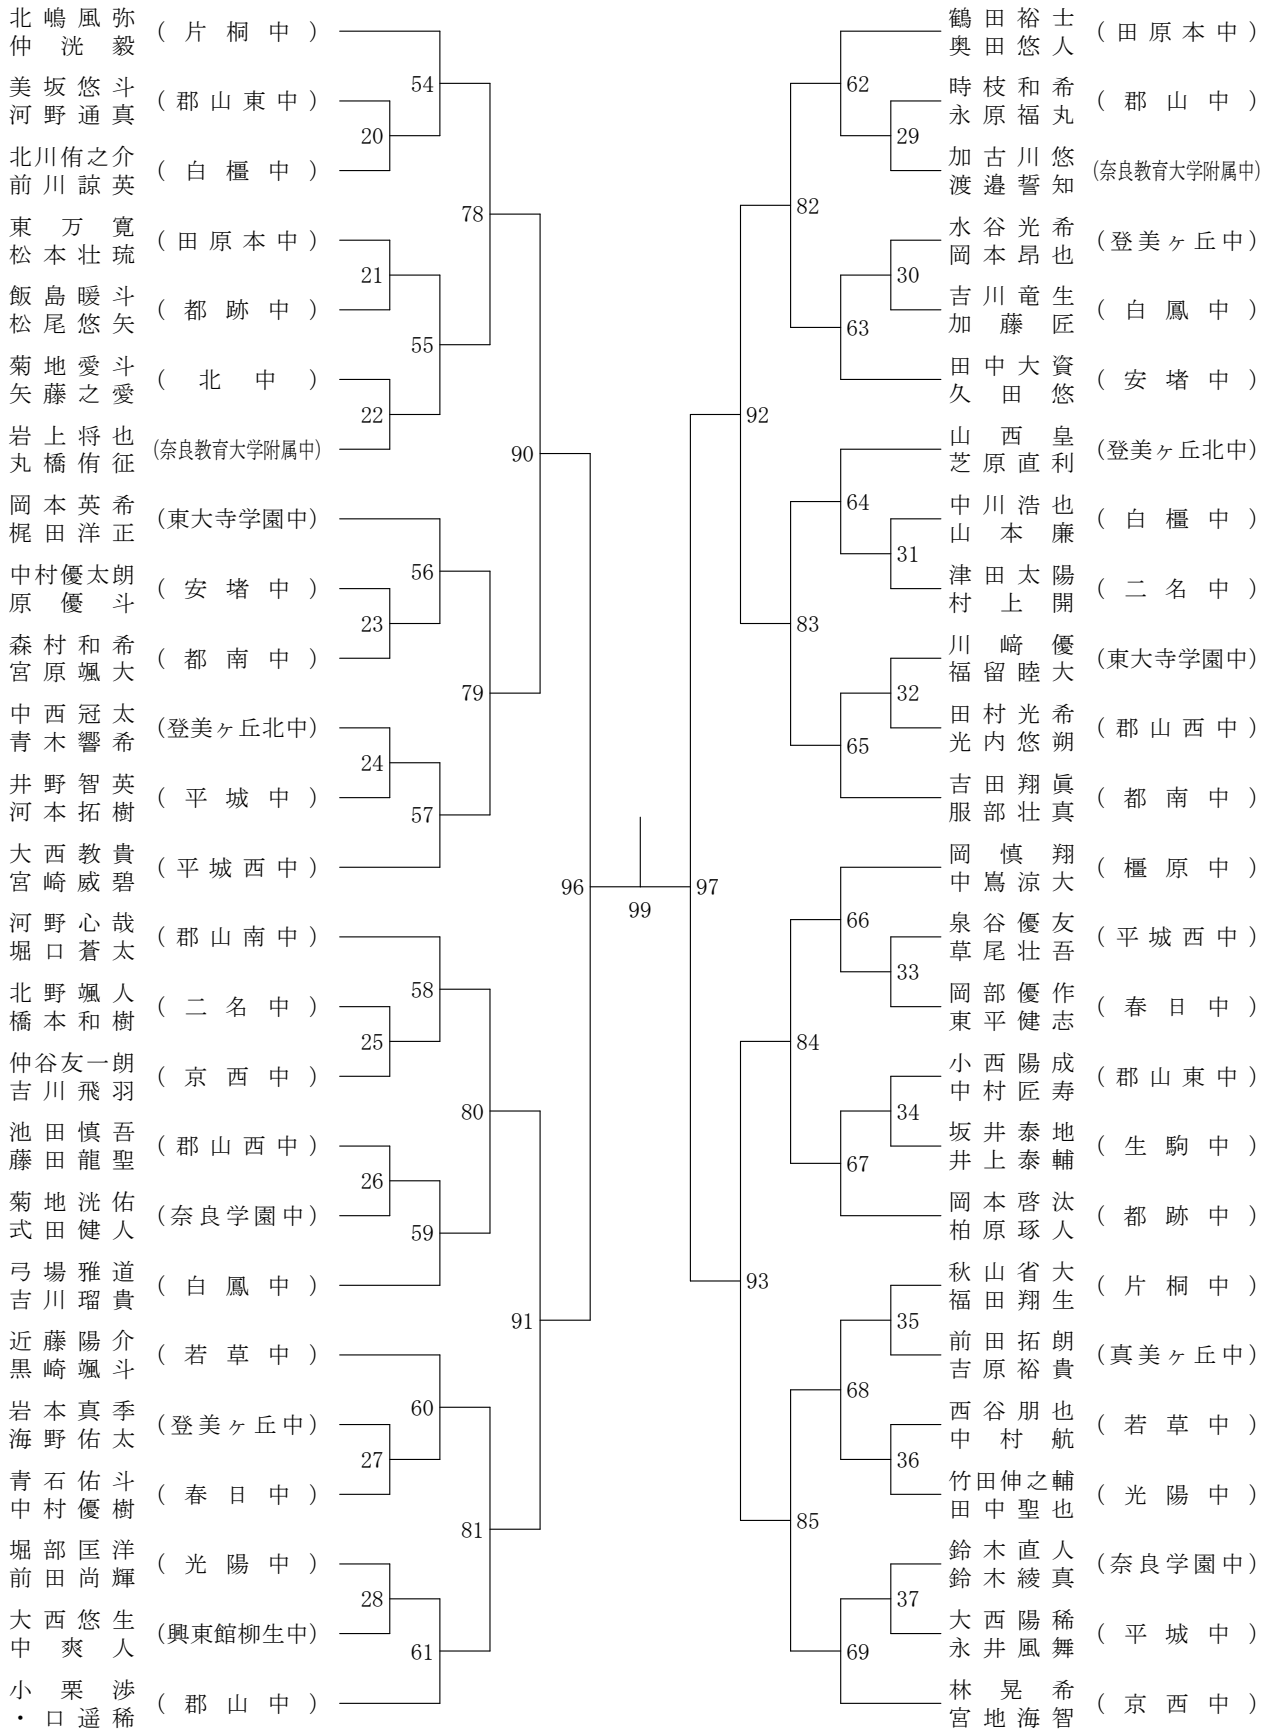 北嶋風弥
仲洸毅
(片桐中)
美坂悠斗
河野通真
(郡山東中)
北川侑之介
前川諒英
(白橿中)
東万寛
松本壮琉
(田原本中)
飯島暖斗
松尾悠矢
(都跡中)
菊地愛斗
矢藤之愛
(北中)
岩上将也
丸橋侑征
(奈良教育大学附属中)
岡本英希
梶田洋正
(東大寺学園中)
中村優太朗
原優斗
(安堵中)
森村和希
宮原颯大
(都南中)
中西冠太
青木響希
(登美ヶ丘北中)
井野智英
河本拓樹
(平城中)
大西教貴
宮崎威碧
(平城西中)
河野心哉
堀口蒼太
(郡山南中)
北野颯人
橋本和樹
(二名中)
仲谷友一朗
吉川飛羽
(京西中)
池田慎吾
藤田龍聖
(郡山西中)
菊地洸佑
式田健人
(奈良学園中)
弓場雅道
吉川瑠貴
(白鳳中)
近藤陽介
黒崎颯斗
(若草中)
岩本真季
海野佑太
(登美ヶ丘中)
青石佑斗
中村優樹
(春日中)
堀部匡洋
前田尚輝
(光陽中)
大西悠生
中爽人
(興東館柳生中)
小栗渉
・口遥稀
(郡山中)
20
21
22
23
24
25
26
27
28
54
55
56
57
58
59
60
61
78
79
80
81
90
91
96
99
97
92
93
82
83
84
85
62
63
64
65
66
67
68
69
29
30
31
32
33
34
35
36
37
鶴田裕士
奥田悠人
(田原本中)
時枝和希
永原福丸
(郡山中)
加古川悠
渡邉誓知
(奈良教育大学附属中)
水谷光希
岡本昂也
(登美ヶ丘中)
吉川竜生
加藤匠
(白鳳中)
田中大資
久田悠
(安堵中)
山西皇
芝原直利
(登美ヶ丘北中)
中川浩也
山本廉
(白橿中)
津田太陽
村上開
(二名中)
川﨑優
福留睦大
(東大寺学園中)
田村光希
光内悠朔
(郡山西中)
吉田翔眞
服部壮真
(都南中)
岡慎翔
中嶌涼大
(橿原中)
泉谷優友
草尾壮吾
(平城西中)
岡部優作
東平健志
(春日中)
小西陽成
中村匠寿
(郡山東中)
坂井泰地
井上泰輔
(生駒中)
岡本啓汰
柏原琢人
(都跡中)
秋山省大
福田翔生
(片桐中)
前田拓朗
吉原裕貴
(真美ヶ丘中)
西谷朋也
中村航
(若草中)
竹田伸之輔
田中聖也
(光陽中)
鈴木直人
鈴木綾真
(奈良学園中)
大西陽稀
永井風舞
(平城中)
林晃希
宮地海智
(京西中)